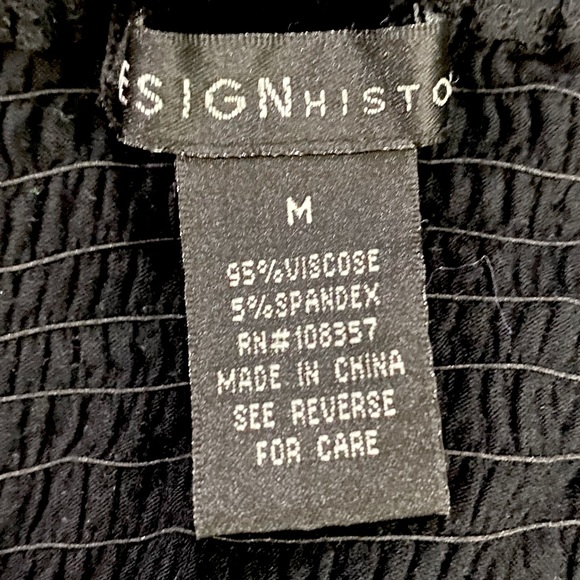 ESIGNHISTO
M
95%VISCOSE
5%SPANDEX
RN#108357
MADE IN CHINA
SEE REVERSE
FOR CARE